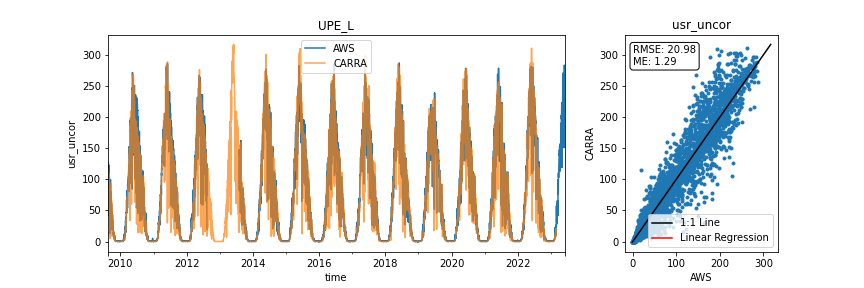 UPE_L
usr_uncor
300
250
200
150
100
50
0
AWS
CARRA
2010
2012
2014
2016
2018
2020
2022
time
usr_uncor
CARRA
300
250
200
150
100
50
0
RMSE: 20.98
ME: 1.29
1:1 Line
Linear Regression
0
100
200
300
AWS